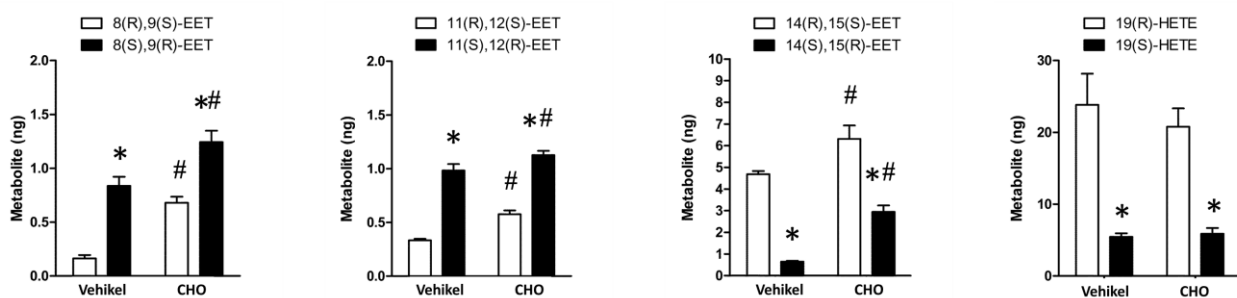 8(R),9(S)-EET
8(S),9(R)-EET
Metabolite (ng)
2.0
1.5
1.0
0.5
0.0
*
#
*#
Vehikel CHO
11(R),12(S)-EET
11(S),12(R)-EET
Metabolite (ng)
2.0
1.5
1.0
0.5
0.0
*
#
*#
Vehikel CHO
14(R),15(S)-EET
14(S),15(R)-EET
Metabolite (ng)
10
9
8
7
6
5
4
3
2
1
0
*
#
*#
Vehikel CHO
19(R)-HETE
19(S)-HETE
Metabolite (ng)
30
20
10
0
*
*
Vehikel CHO